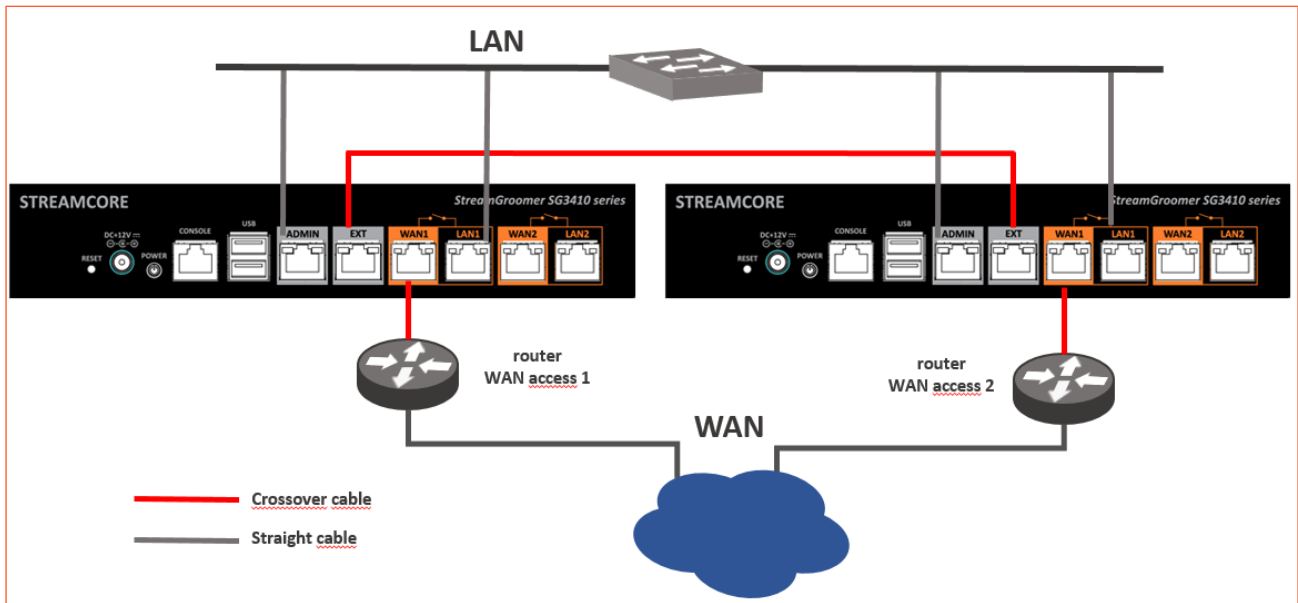 LAN
STREAMCORE
StreamGroomer SG3410 series
DC+12V
RESET
POWER
CONSOLE
USB
ADMIN
EXT
WAN1
LAN1
WAN2
LAN2
STREAMCORE
StreamGroomer SG3410 series
DC+12V
RESET
POWER
CONSOLE
USB
ADMIN
EXT
WAN1
LAN1
WAN2
LAN2
router
WAN access 1
router
WAN access 2
WAN
Crossover cable
Straight cable